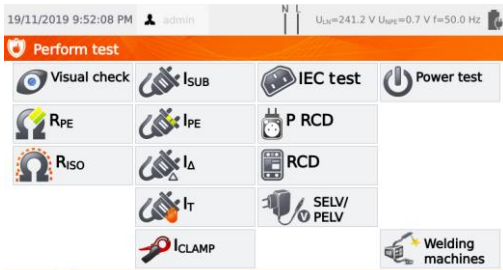 19/11/2019 9:52:08 PM admin N L ULN=241.2 V UNPE=0.7 V f=50.0 Hz
Perform test
Visual check ISUB IEC test Power test
RPE IPE P RCD
RISO IΔ RCD
IT SELV/
PELV
ICLAMP Welding
machines